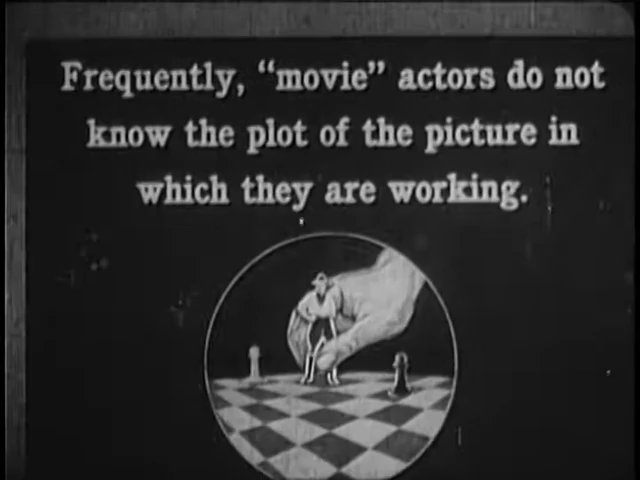 Frequently, “movie” actors do not
know the plot of the picture in
which they are working.